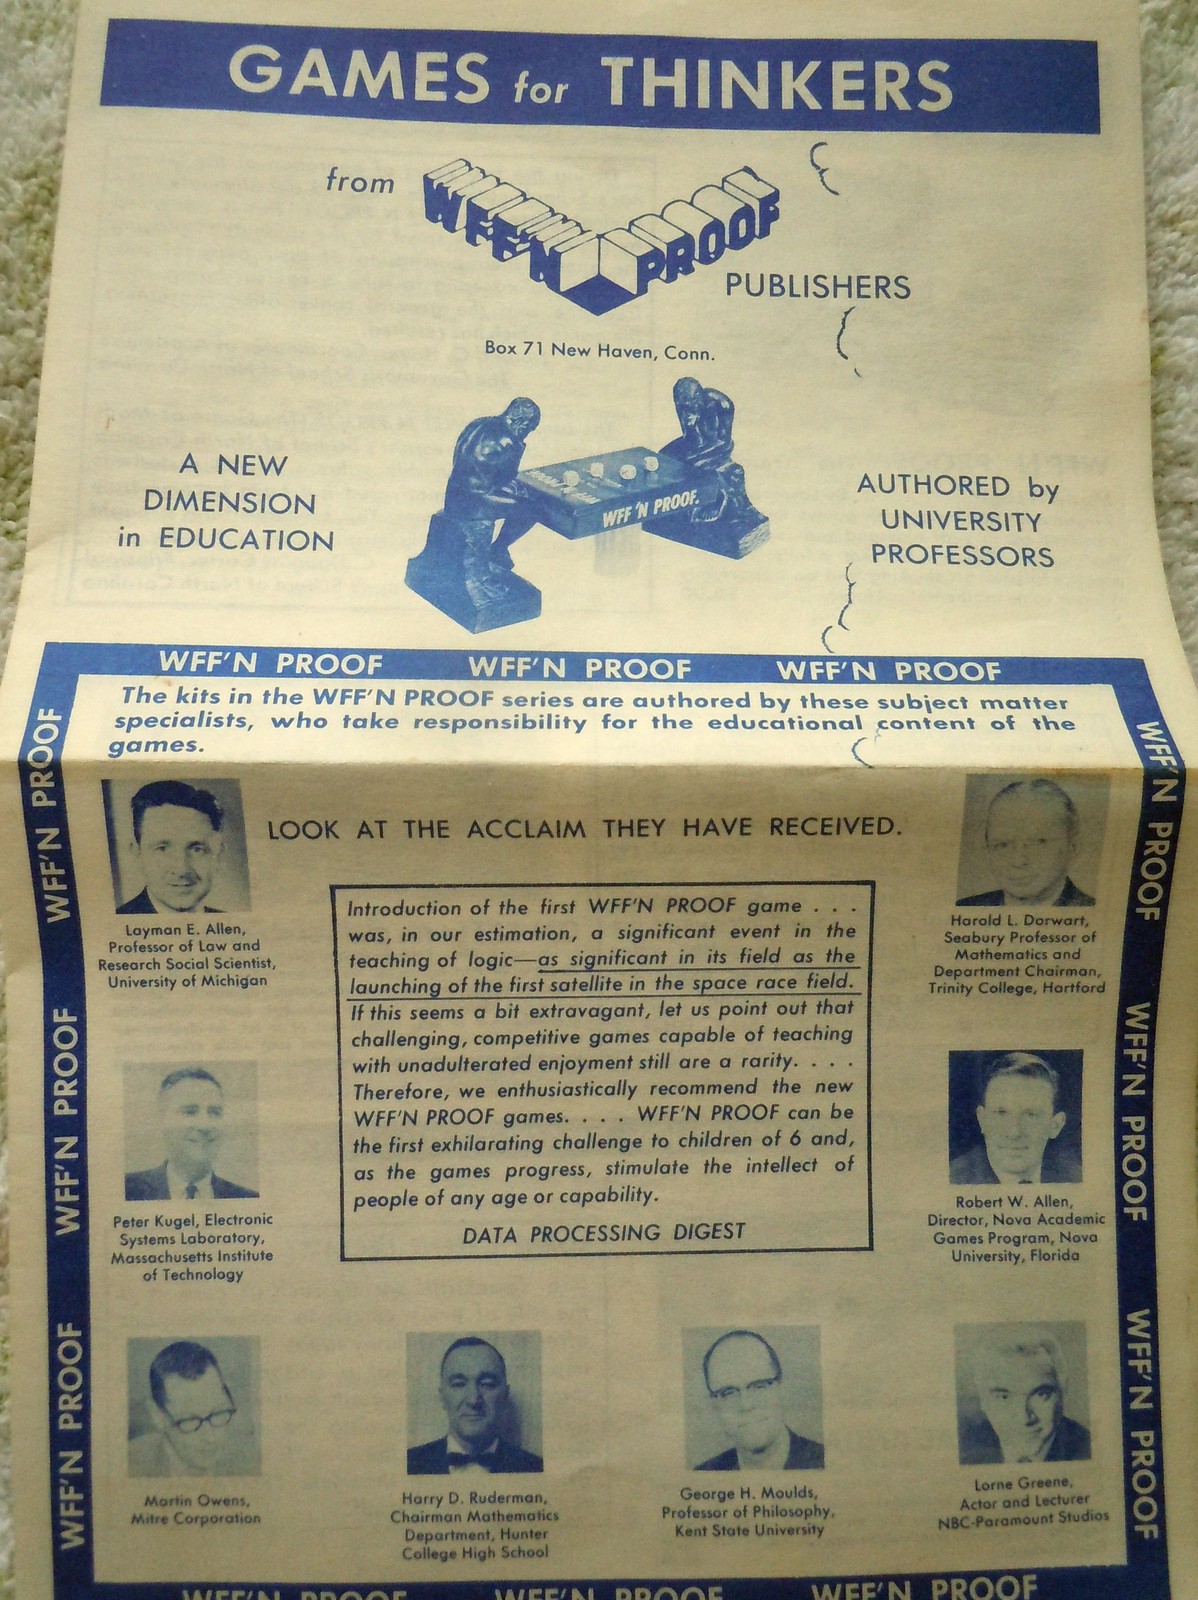 GAMES for THINKERS
from
WFF'N PROOF
PUBLISHERS
Box 71 New Haven, Conn.
A NEW
DIMENSION
in EDUCATION
WFF 'N PROOF.
AUTHORED by
UNIVERSITY
PROFESSORS
WFF'N PROOF WFF'N PROOF WFF'N PROOF
The kits in the WFF'N PROOF series are authored by these subject matter
specialists, who take responsibility for the educational content of the
games.
LOOK AT THE ACCLAIM THEY HAVE RECEIVED.
Layman E. Allen,
Professor of Law and
Research Social Scientist,
University of Michigan
Harold L. Dorwart,
Seabury Professor of
Mathematics and
Department Chairman,
Trinity College, Hartford
Introduction of the first WFF'N PROOF game . . .
was, in our estimation, a significant event in the
teaching of logic—as significant in its field as the
launching of the first satellite in the space race field.
If this seems a bit extravagant, let us point out that
challenging, competitive games capable of teaching
with unadulterated enjoyment still are a rarity. . . .
Therefore, we enthusiastically recommend the new
WFF'N PROOF games. . . . WFF'N PROOF can be
the first exhilarating challenge to children of 6 and,
as the games progress, stimulate the intellect of
people of any age or capability.
DATA PROCESSING DIGEST
Peter Kugel, Electronic
Systems Laboratory,
Massachusetts Institute
of Technology
Robert W. Allen,
Director, Nova Academic
Games Program, Nova
University, Florida
Martin Owens,
Mitre Corporation
Harry D. Ruderman,
Chairman Mathematics
Department, Hunter
College High School
George H. Moulds,
Professor of Philosophy,
Kent State University
Lorne Greene,
Actor and Lecturer
NBC-Paramount Studios
WFF'N PROOF WFF'N PROOF WFF'N PROOF
WFF'N PROOF WFF'N PROOF WFF'N PROOF
WFF'N PROOF WFF'N PROOF WFF'N PROOF